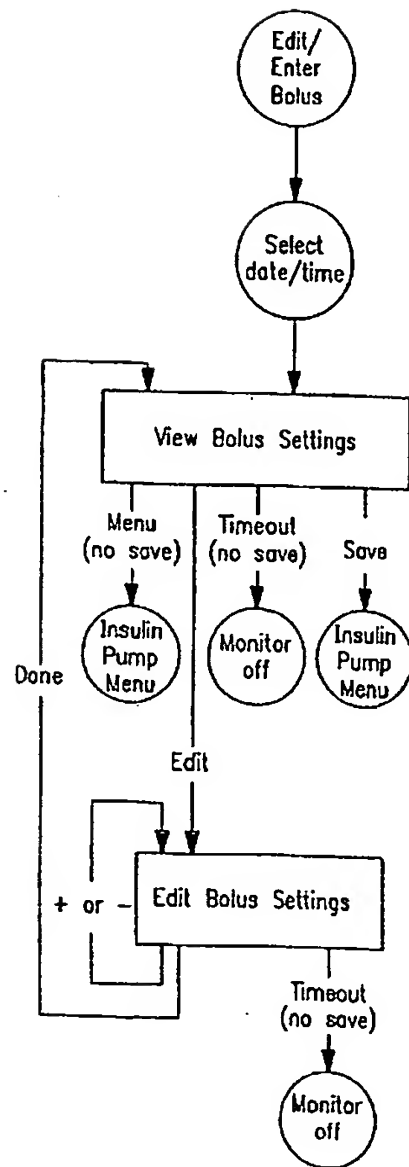 Edit/
Enter
Bolus
Select
date/time
View Bolus Settings
Menu
(no save)
Timeout
(no save)
Save
Insulin
Pump
Menu
Monitor
off
Insulin
Pump
Menu
Done
Edit
+ or -
Edit Bolus Settings
Timeout
(no save)
Monitor
off